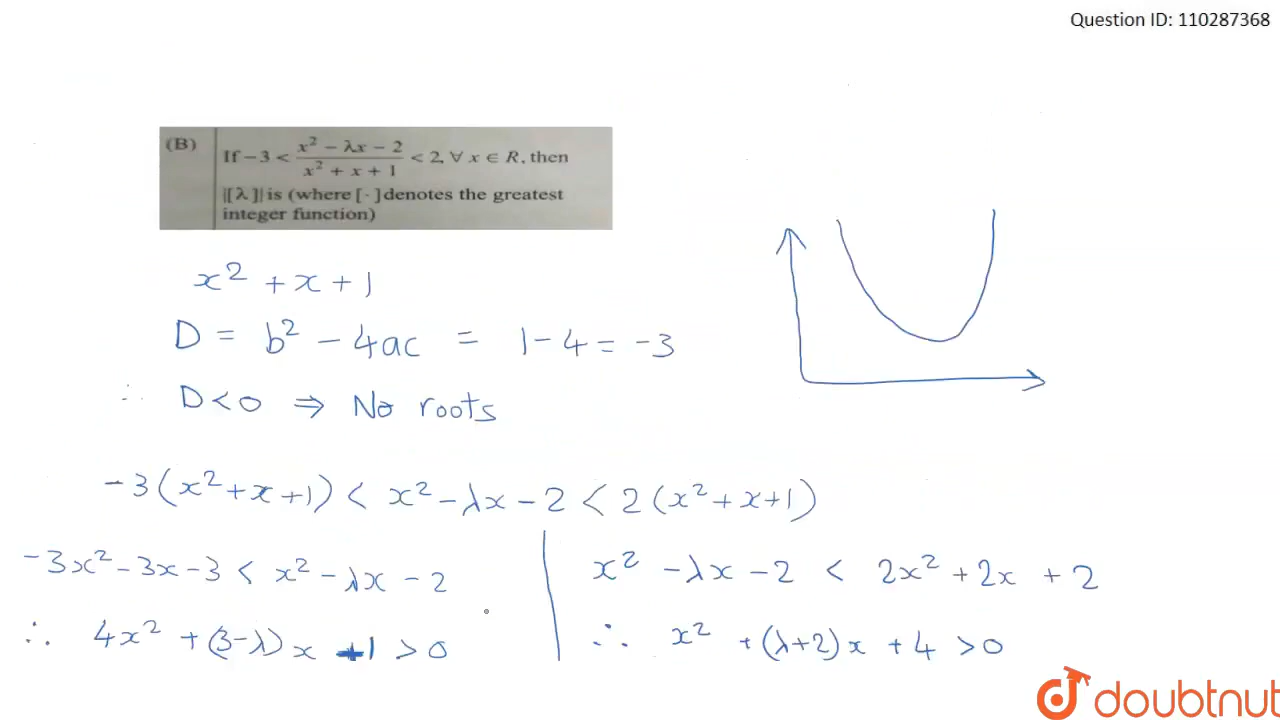 Question ID: 110287368
(B) If −3 < (x² − λx − 2)/(x² + x + 1) < 2, ∀ x ∈ R, then
|[λ]| is (where [·] denotes the greatest
integer function)
x² + x + 1
D = b² − 4ac = 1 − 4 = −3
∴ D < 0 ⇒ No roots
−3(x² + x + 1) < x² − λx − 2 < 2(x² + x + 1)
−3x² − 3x − 3 < x² − λx − 2
∴ 4x² + (3−λ)x + 1 > 0
x² − λx − 2 < 2x² + 2x + 2
∴ x² + (λ+2)x + 4 > 0
doubtnut